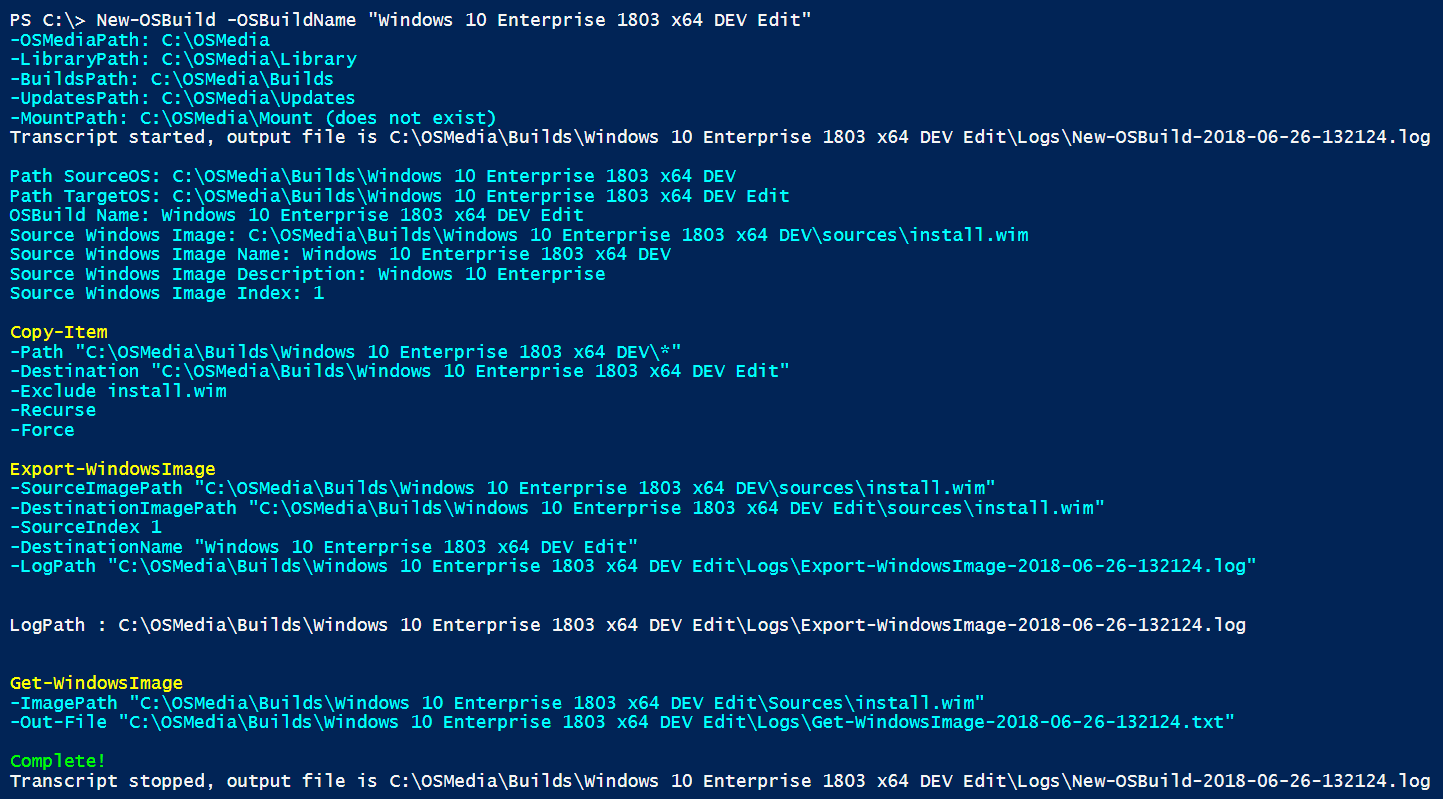 PS C:\> New-OSBuild -OSBuildName "Windows 10 Enterprise 1803 x64 DEV Edit"
-OSMediaPath: C:\OSMedia
-LibraryPath: C:\OSMedia\Library
-BuildsPath: C:\OSMedia\Builds
-UpdatesPath: C:\OSMedia\Updates
-MountPath: C:\OSMedia\Mount (does not exist)
Transcript started, output file is C:\OSMedia\Builds\Windows 10 Enterprise 1803 x64 DEV Edit\Logs\New-OSBuild-2018-06-26-132124.log
Path SourceOS: C:\OSMedia\Builds\Windows 10 Enterprise 1803 x64 DEV
Path TargetOS: C:\OSMedia\Builds\Windows 10 Enterprise 1803 x64 DEV Edit
OSBuild Name: Windows 10 Enterprise 1803 x64 DEV Edit
Source Windows Image: C:\OSMedia\Builds\Windows 10 Enterprise 1803 x64 DEV\sources\install.wim
Source Windows Image Name: Windows 10 Enterprise 1803 x64 DEV
Source Windows Image Description: Windows 10 Enterprise
Source Windows Image Index: 1
Copy-Item
-Path "C:\OSMedia\Builds\Windows 10 Enterprise 1803 x64 DEV\*"
-Destination "C:\OSMedia\Builds\Windows 10 Enterprise 1803 x64 DEV Edit"
-Exclude install.wim
-Recurse
-Force
Export-WindowsImage
-SourceImagePath "C:\OSMedia\Builds\Windows 10 Enterprise 1803 x64 DEV\sources\install.wim"
-DestinationImagePath "C:\OSMedia\Builds\Windows 10 Enterprise 1803 x64 DEV Edit\sources\install.wim"
-SourceIndex 1
-DestinationName "Windows 10 Enterprise 1803 x64 DEV Edit"
-LogPath "C:\OSMedia\Builds\Windows 10 Enterprise 1803 x64 DEV Edit\Logs\Export-WindowsImage-2018-06-26-132124.log"
LogPath : C:\OSMedia\Builds\Windows 10 Enterprise 1803 x64 DEV Edit\Logs\Export-WindowsImage-2018-06-26-132124.log
Get-WindowsImage
-ImagePath "C:\OSMedia\Builds\Windows 10 Enterprise 1803 x64 DEV Edit\Sources\install.wim"
-Out-File "C:\OSMedia\Builds\Windows 10 Enterprise 1803 x64 DEV Edit\Logs\Get-WindowsImage-2018-06-26-132124.txt"
Complete!
Transcript stopped, output file is C:\OSMedia\Builds\Windows 10 Enterprise 1803 x64 DEV Edit\Logs\New-OSBuild-2018-06-26-132124.log